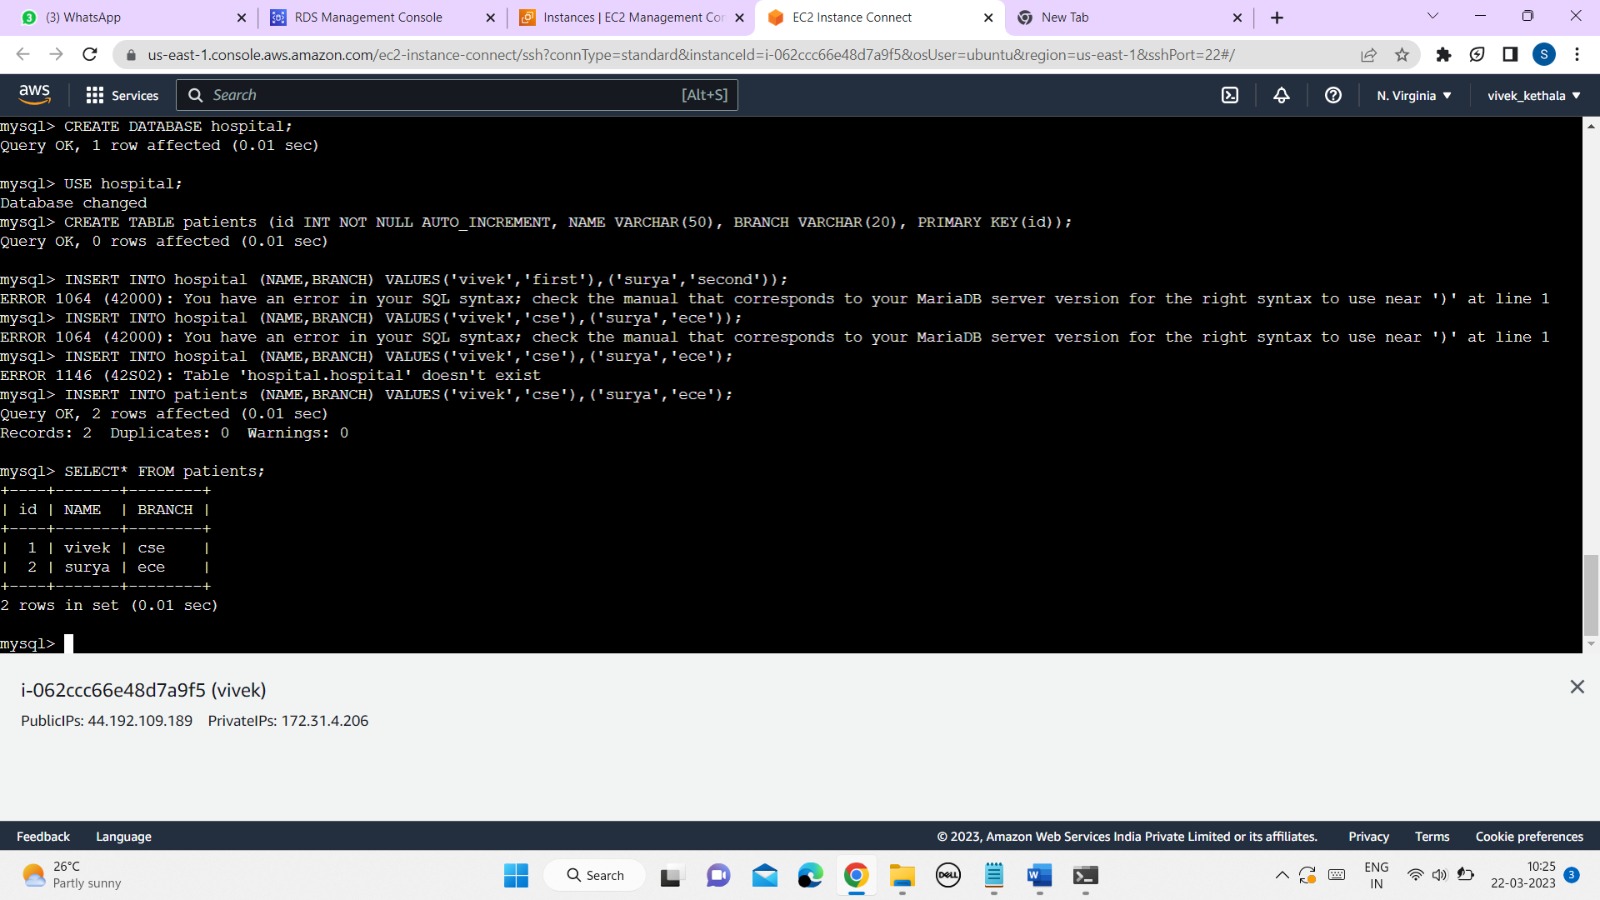 (3) WhatsApp
RDS Management Console
Instances | EC2 Management Cor
EC2 Instance Connect
New Tab
us-east-1.console.aws.amazon.com/ec2-instance-connect/ssh?connType=standard&instanceId=i-062ccc66e48d7a9f5&osUser=ubuntu&region=us-east-1&sshPort=22#/
S
aws
Services
Search
[Alt+S]
N. Virginia
vivek_kethala
mysql> CREATE DATABASE hospital;
Query OK, 1 row affected (0.01 sec)
mysql> USE hospital;
Database changed
mysql> CREATE TABLE patients (id INT NOT NULL AUTO_INCREMENT, NAME VARCHAR(50), BRANCH VARCHAR(20), PRIMARY KEY(id));
Query OK, 0 rows affected (0.01 sec)
mysql> INSERT INTO hospital (NAME,BRANCH) VALUES('vivek','first'),('surya','second'));
ERROR 1064 (42000): You have an error in your SQL syntax; check the manual that corresponds to your MariaDB server version for the right syntax to use near ')' at line 1
mysql> INSERT INTO hospital (NAME,BRANCH) VALUES('vivek','cse'),('surya','ece'));
ERROR 1064 (42000): You have an error in your SQL syntax; check the manual that corresponds to your MariaDB server version for the right syntax to use near ')' at line 1
mysql> INSERT INTO hospital (NAME,BRANCH) VALUES('vivek','cse'),('surya','ece');
ERROR 1146 (42S02): Table 'hospital.hospital' doesn't exist
mysql> INSERT INTO patients (NAME,BRANCH) VALUES('vivek','cse'),('surya','ece');
Query OK, 2 rows affected (0.01 sec)
Records: 2  Duplicates: 0  Warnings: 0
mysql> SELECT* FROM patients;
+----+-------+--------+
| id | NAME  | BRANCH |
+----+-------+--------+
|  1 | vivek | cse    |
|  2 | surya | ece    |
+----+-------+--------+
2 rows in set (0.01 sec)
mysql>
i-062ccc66e48d7a9f5 (vivek)
PublicIPs: 44.192.109.189 PrivateIPs: 172.31.4.206
Feedback
Language
© 2023, Amazon Web Services India Private Limited or its affiliates.
Privacy
Terms
Cookie preferences
26°C
Partly sunny
Search
DELL
ENG
IN
10:25
22-03-2023
3